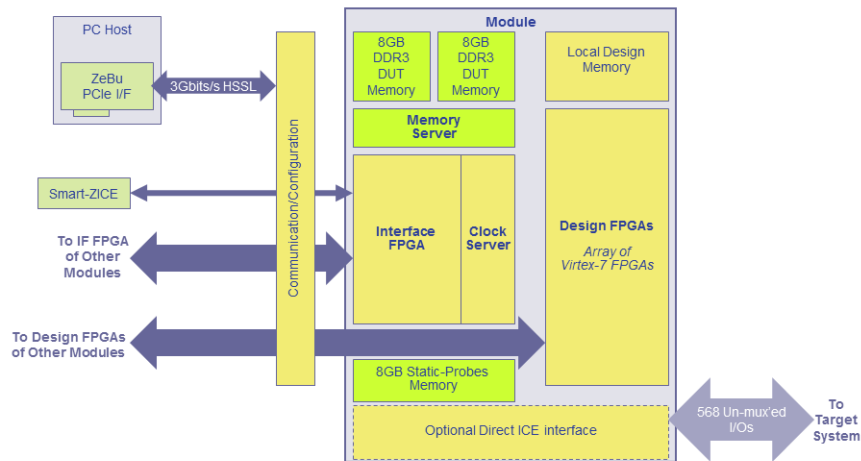 Module
PC Host
ZeBu
PCIe I/F
3Gbits/s HSSL
Communication/Configuration
8GB
DDR3
DUT
Memory
8GB
DDR3
DUT
Memory
Local Design
Memory
Memory
Server
Smart-ZICE
Interface
FPGA
Clock
Server
Design FPGAs
Array of
Virtex-7 FPGAs
To IF FPGA
of Other
Modules
To Design FPGAs
of Other Modules
8GB Static-Probes
Memory
Optional Direct ICE interface
568 Un-mux'ed
I/Os
To
Target
System